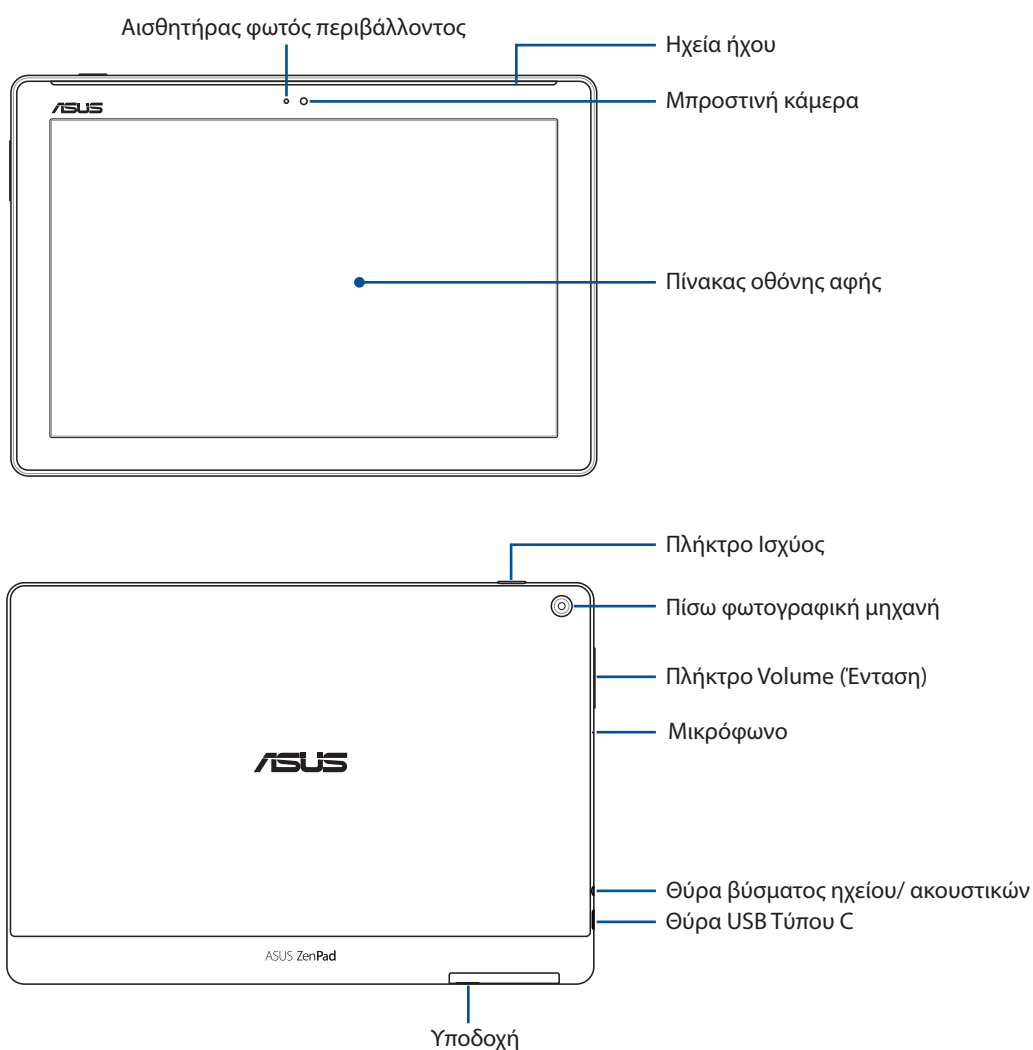 Αισθητήρας φωτός περιβάλλοντος
Ηχεία ήχου
Μπροστινή κάμερα
ASUS
Πίνακας οθόνης αφής
Πλήκτρο Ισχύος
Πίσω φωτογραφική μηχανή
Πλήκτρο Volume (Ένταση)
Μικρόφωνο
ASUS
Θύρα βύσματος ηχείου/ ακουστικών
Θύρα USB Τύπου C
ASUS ZenPad
Υποδοχή